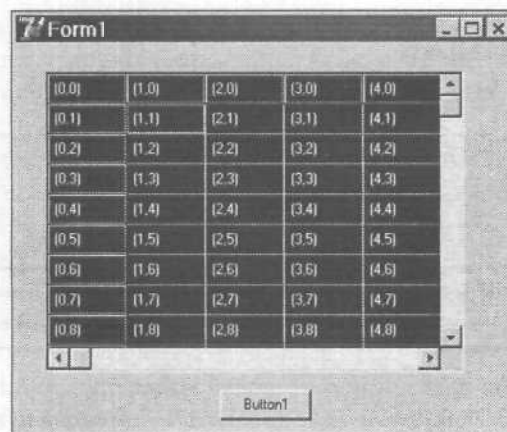 Form1
(0,0) (1,0) (2,0) (3,0) (4,0)
(0,1) (1,1) (2,1) (3,1) (4,1)
(0,2) (1,2) (2,2) (3,2) (4,2)
(0,3) (1,3) (2,3) (3,3) (4,3)
(0,4) (1,4) (2,4) (3,4) (4,4)
(0,5) (1,5) (2,5) (3,5) (4,5)
(0,6) (1,6) (2,6) (3,6) (4,6)
(0,7) (1,7) (2,7) (3,7) (4,7)
(0,8) (1,8) (2,8) (3,8) (4,8)
Button1